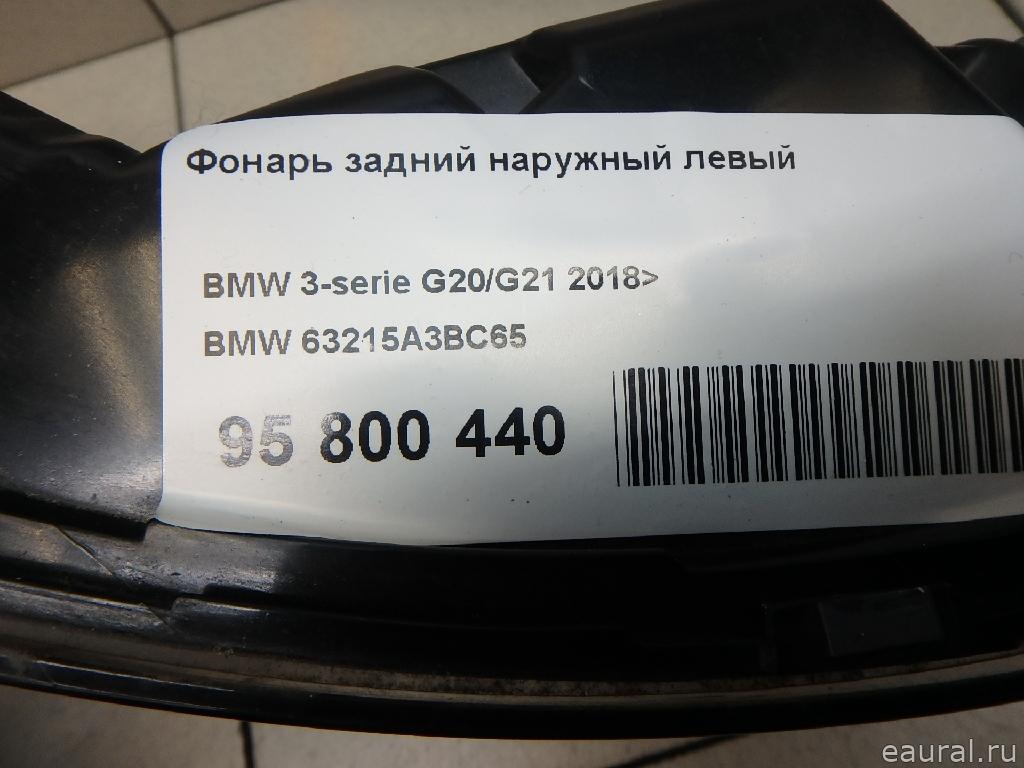 Фонарь задний наружный левый
BMW 3-serie G20/G21 2018>
BMW 63215A3BC65
95 800 440
eaural.ru